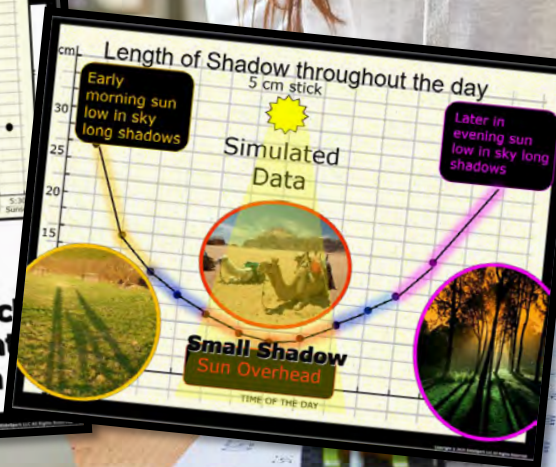 cm
Length of Shadow throughout the day
5 cm stick
Early
morning sun
low in sky
long shadows
Later in
evening sun
low in sky long
shadows
Simulated
Data
30
25
20
15
Small Shadow
Sun Overhead
TIME OF THE DAY
5:30